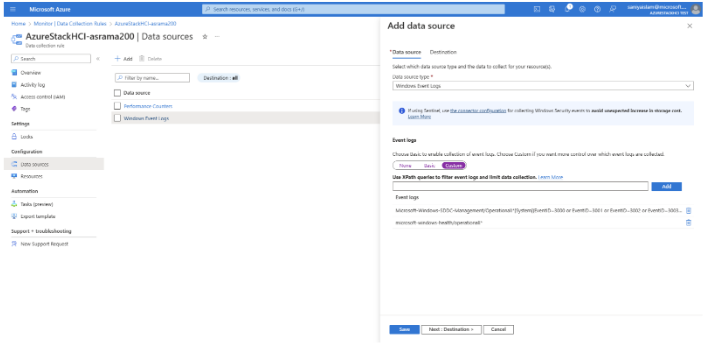 Microsoft Azure
Search resources, services, and docs (G+/)
Home > Monitor | Data Collection Rules > AzureStackHCI-asrama200
AzureStackHCI-asrama200 | Data sources
Data collection rule
Search
Overview
Activity log
Access control (IAM)
Tags
Settings
Locks
Configuration
Data sources
Resources
Automation
Tasks (preview)
Export template
Support + troubleshooting
New Support Request
+ Add Delete
Filter by name...
Destination : all
Data source
Performance Counters
Windows Event Logs
Add data source
* Data source Destination
Select which data source type and the data to collect for your resource(s).
Data source type *
Windows Event Logs
If using Sentinel, use the connector configuration for collecting Windows Security events to avoid unexpected increase in storage cost.
Learn More
Event logs
Choose Basic to enable collection of event logs. Choose Custom if you want more control over which event logs are collected.
None Basic Custom
Use XPath queries to filter event logs and limit data collection. Learn More
Add
Event logs
Microsoft-Windows-SDDC-Management/Operational!*[System[(EventID=3000 or EventID=3001 or EventID=3002 or EventID=3003...
microsoft-windows-health/operational!*
Save Next : Destination > Cancel